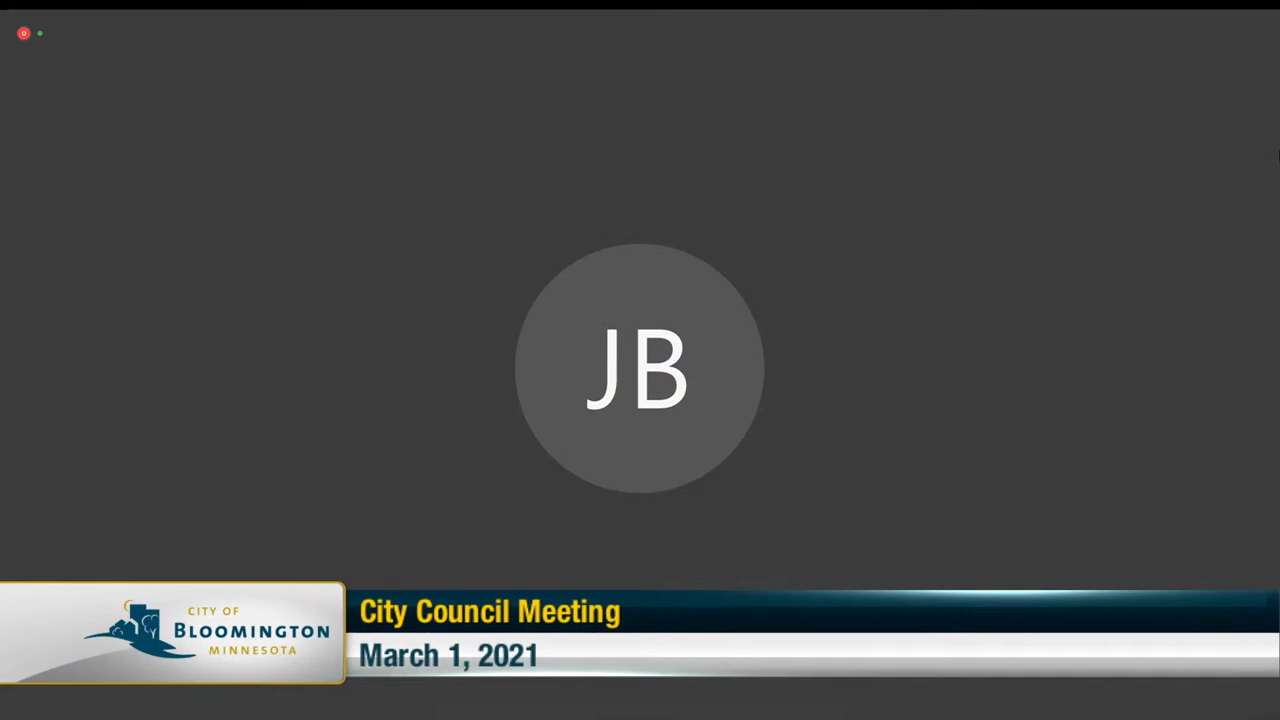 JB
CITY OF
BLOOMINGTON
MINNESOTA
City Council Meeting
March 1, 2021